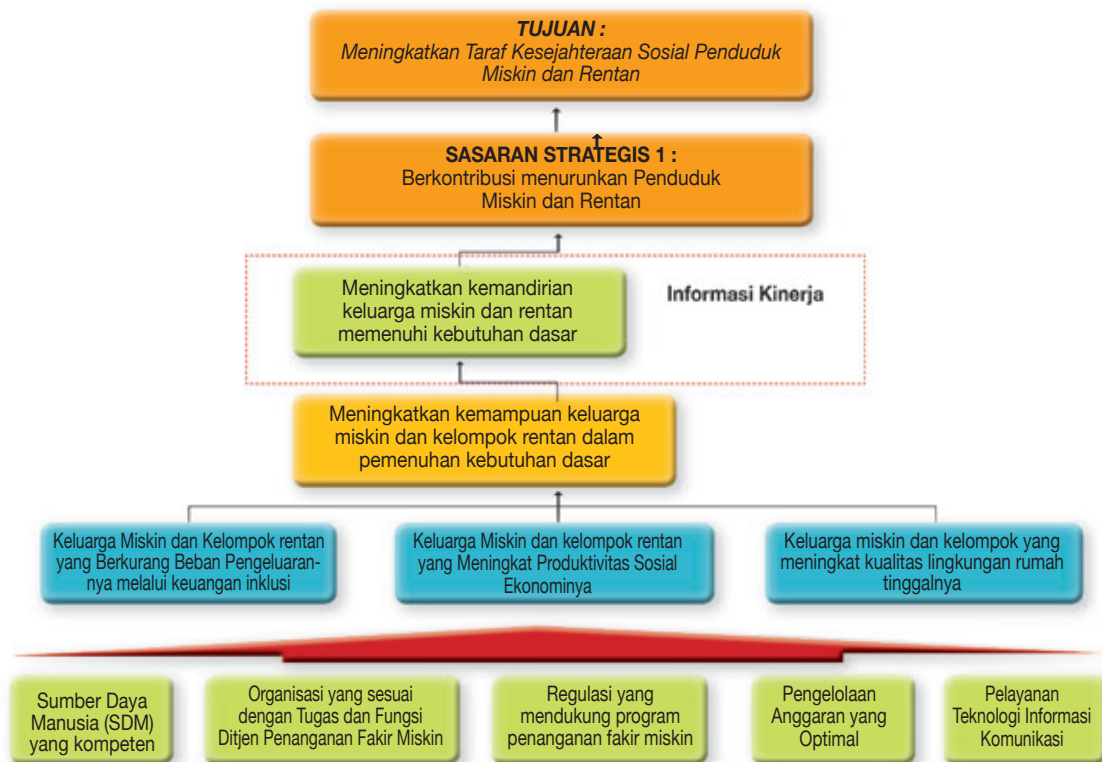 TUJUAN :
Meningkatkan Taraf Kesejahteraan Sosial Penduduk
Miskin dan Rentan
SASARAN STRATEGIS 1 :
Berkontribusi menurunkan Penduduk
Miskin dan Rentan
Meningkatkan kemandirian
keluarga miskin dan rentan
memenuhi kebutuhan dasar
Informasi Kinerja
Meningkatkan kemampuan keluarga
miskin dan kelompok rentan dalam
pemenuhan kebutuhan dasar
Keluarga Miskin dan Kelompok rentan
yang Berkurang Beban Pengeluaran-
nya melalui keuangan inklusi
Keluarga Miskin dan kelompok rentan
yang Meningkat Produktivitas Sosial
Ekonominya
Keluarga miskin dan kelompok yang
meningkat kualitas lingkungan rumah
tinggalnya
Sumber Daya
Manusia (SDM)
yang kompeten
Organisasi yang sesuai
dengan Tugas dan Fungsi
Ditjen Penanganan Fakir Miskin
Regulasi yang
mendukung program
penanganan fakir miskin
Pengelolaan
Anggaran yang
Optimal
Pelayanan
Teknologi Informasi
Komunikasi